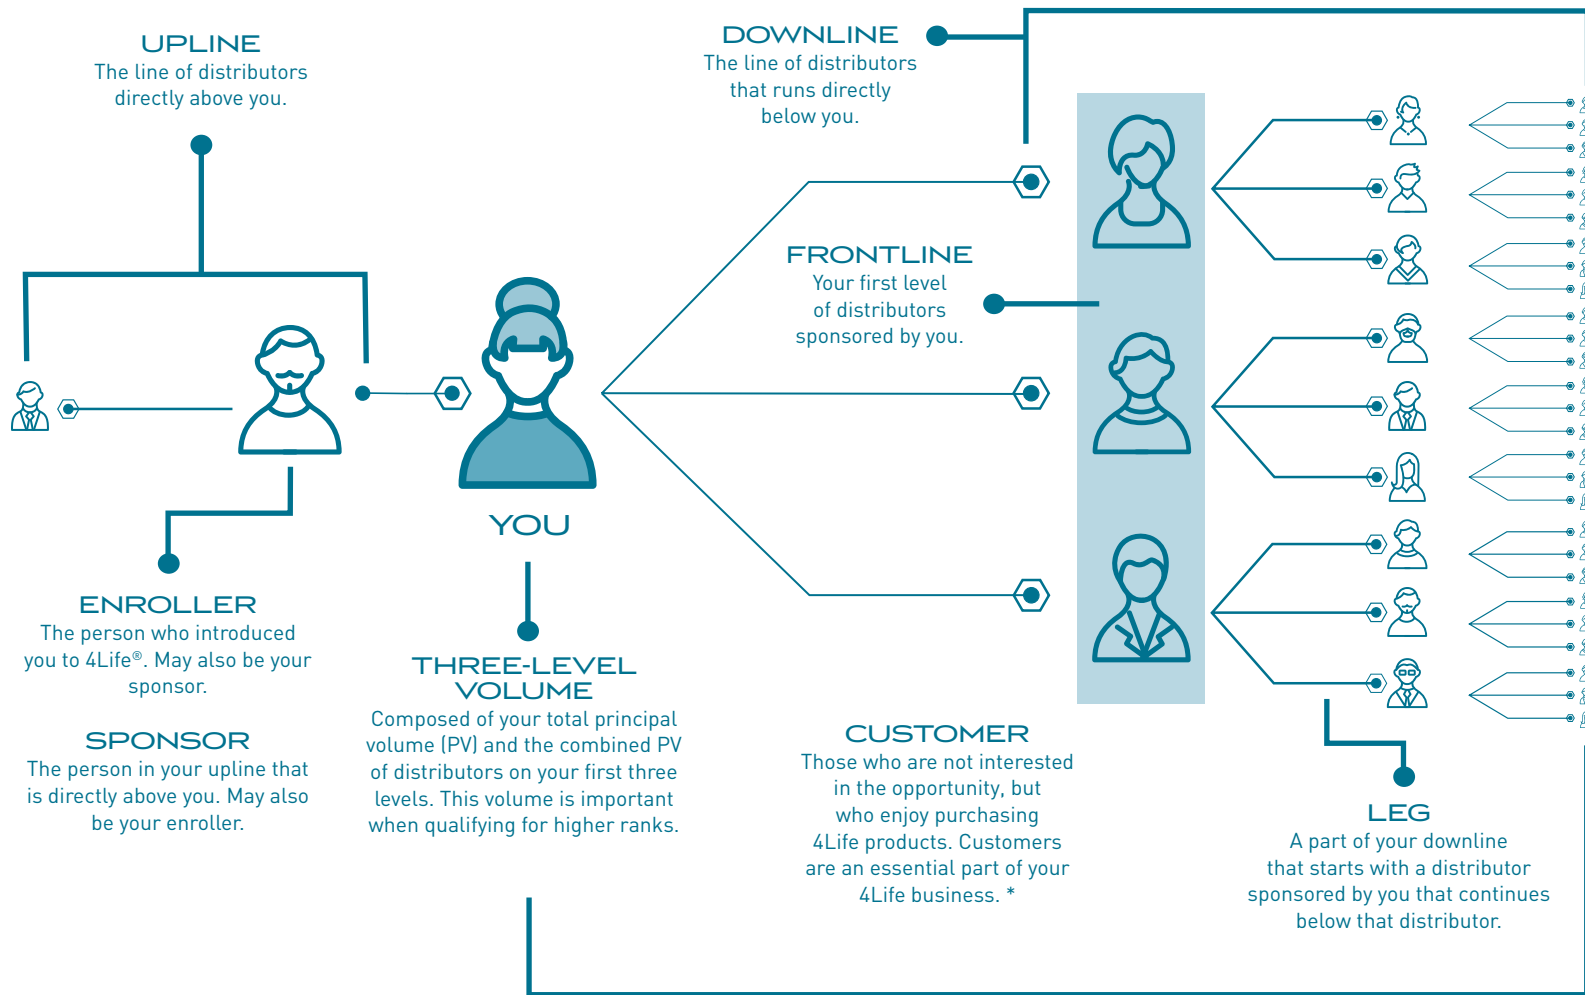 UPLINE
The line of distributors
directly above you.
DOWNLINE
The line of distributors
that runs directly
below you.
FRONTLINE
Your first level
of distributors
sponsored by you.
YOU
ENROLLER
The person who introduced
you to 4Life®. May also be your
sponsor.
SPONSOR
The person in your upline that
is directly above you. May also
be your enroller.
THREE-LEVEL
VOLUME
Composed of your total principal
volume (PV) and the combined PV
of distributors on your first three
levels. This volume is important
when qualifying for higher ranks.
CUSTOMER
Those who are not interested
in the opportunity, but
who enjoy purchasing
4Life products. Customers
are an essential part of your
4Life business. *
LEG
A part of your downline
that starts with a distributor
sponsored by you that continues
below that distributor.